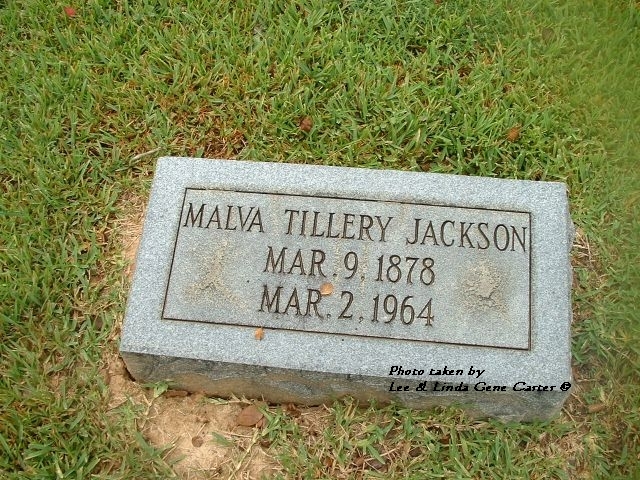 MALVA TILLERY JACKSON
MAR. 9, 1878
MAR. 2, 1964
Photo taken by
Lee & Linda Gene Carter ©